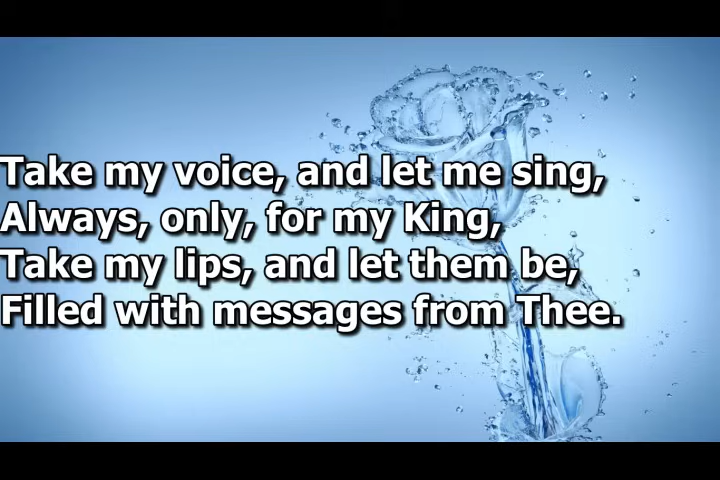 Take my voice, and let me sing,
Always, only, for my King,
Take my lips, and let them be,
Filled with messages from Thee.